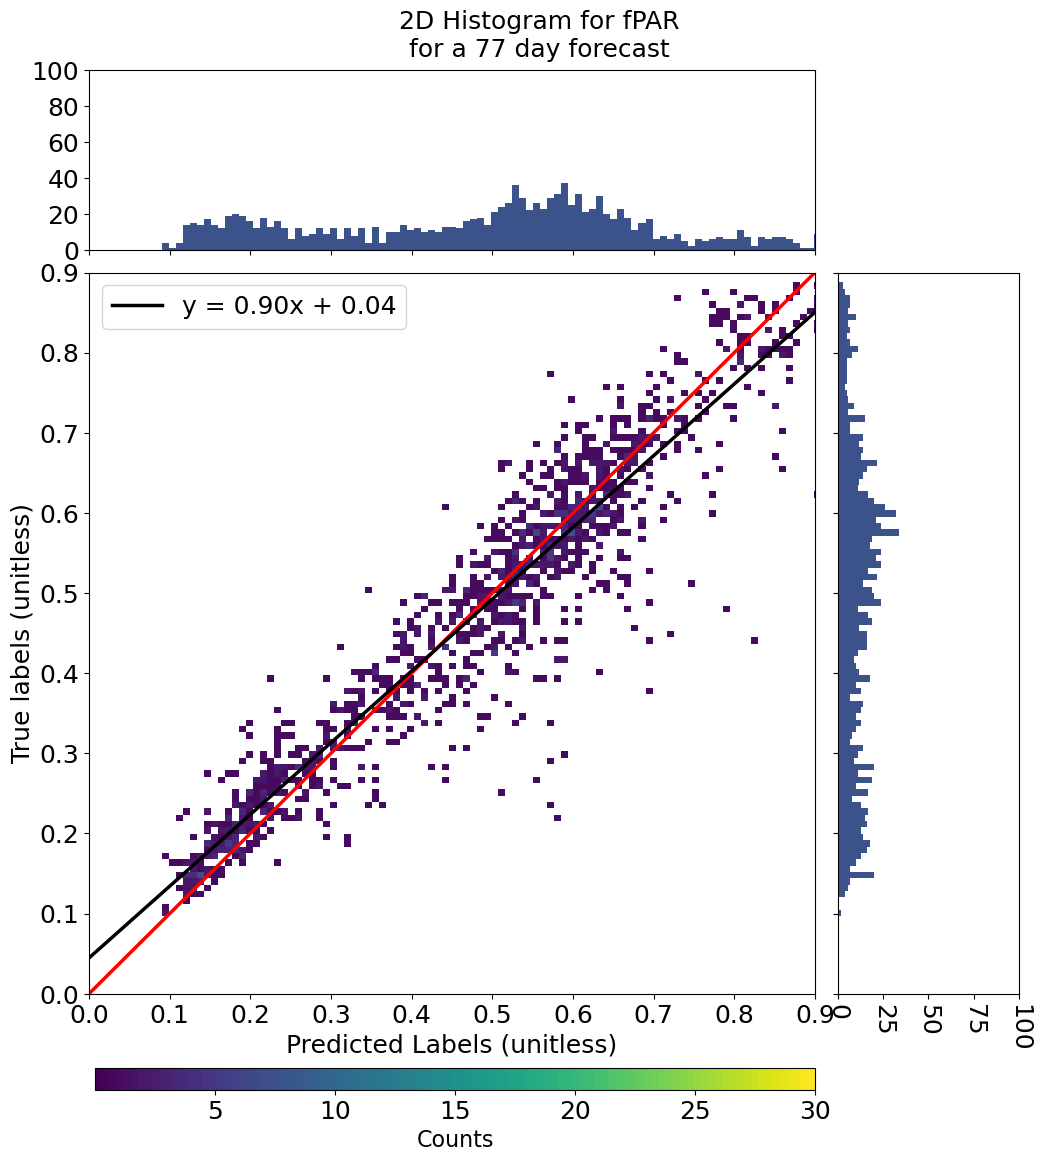 2D Histogram for fPAR
for a 77 day forecast
100
80
60
40
20
0
0.9
0.8
0.7
0.6
0.5
0.4
0.3
0.2
0.1
0.0
True labels (unitless)
y = 0.90x + 0.04
0.0 0.1 0.2 0.3 0.4 0.5 0.6 0.7 0.8 0.9
Predicted Labels (unitless)
0 25 50 75 100
5 10 15 20 25 30
Counts